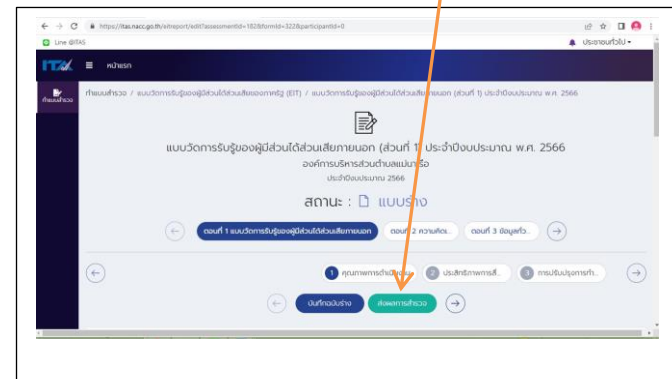 https://itas.nacc.go.th/eitreport/edit?assessmentid=182&formid=322&participantid=0
Line @ITAS
ประชาชนทั่วไป
ITA
หน้าแรก
ทำแบบสำรวจ
ทำแบบสำรวจ / แบบวัดการรับรู้ของผู้มีส่วนได้ส่วนเสียของภาครัฐ (EIT) / แบบวัดการรับรู้ของผู้มีส่วนได้ส่วนเสียภายนอก (ส่วนที่ 1) ประจำปีงบประมาณ พ.ศ. 2566
แบบวัดการรับรู้ของผู้มีส่วนได้ส่วนเสียภายนอก (ส่วนที่ 1) ประจำปีงบประมาณ พ.ศ. 2566
องค์การบริหารส่วนตำบลแม่นาเรือ
ประจำปีงบประมาณ 2566
สถานะ : แบบร่าง
ตอนที่ 1 แบบวัดการรับรู้ของผู้มีส่วนได้ส่วนเสียภายนอก ตอนที่ 2 ความคิดเ.. ตอนที่ 3 ข้อมูลทั่ว..
1 คุณภาพการดำเนินงาน 2 ประสิทธิภาพการสื่.. 3 การปรับปรุงการทำ..
บันทึกฉบับร่าง ส่งผลการสำรวจ